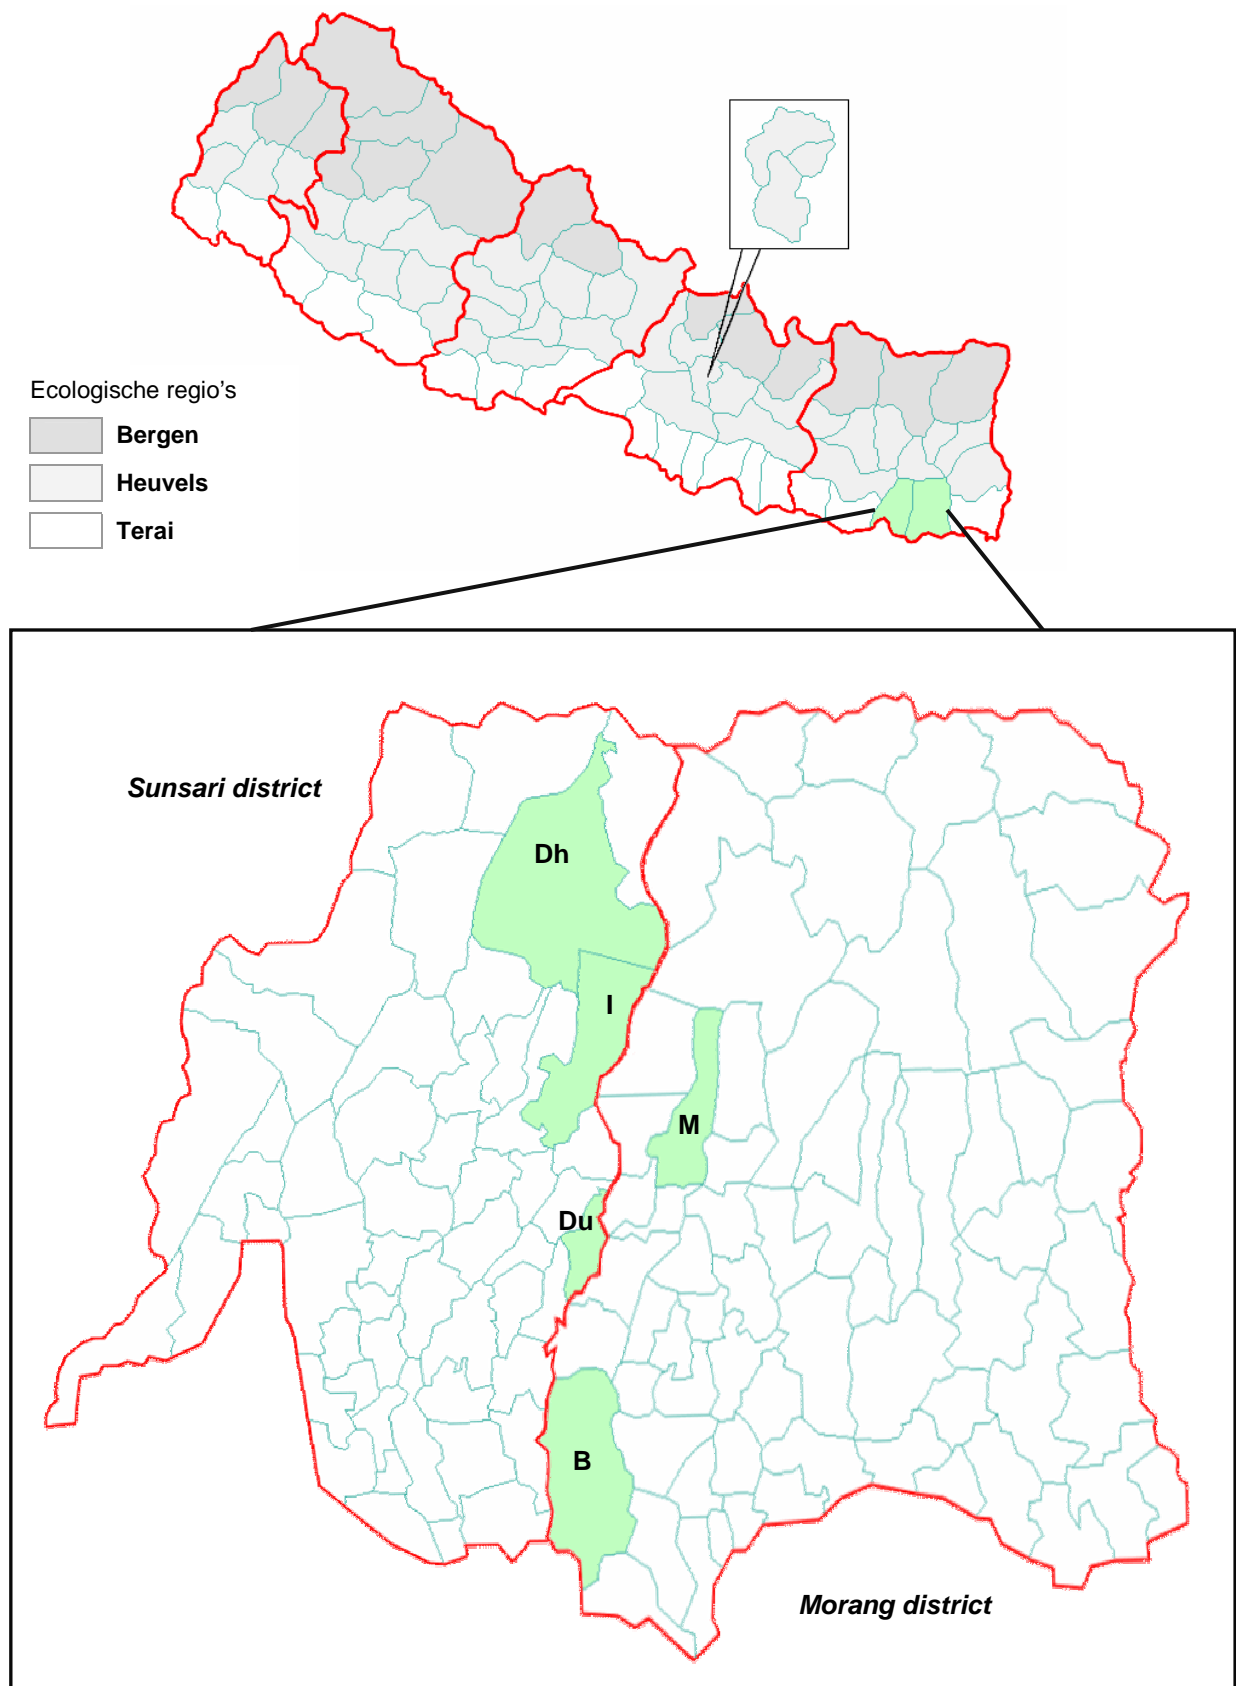 Ecologische regio's
Bergen
Heuvels
Terai
Sunsari district
Dh
I
M
Du
B
Morang district